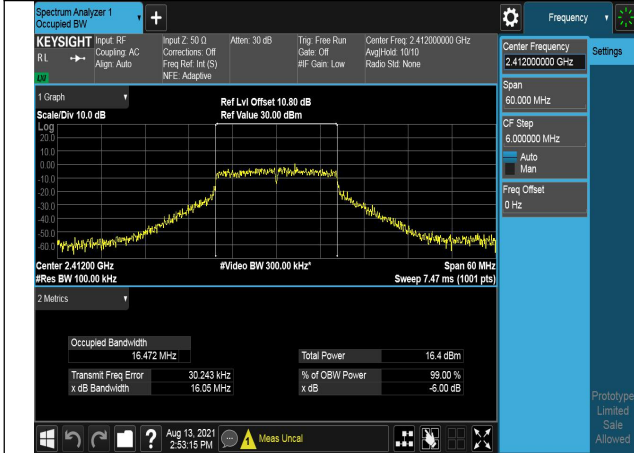 Spectrum Analyzer 1
Occupied BW
+
Frequency
KEYSIGHT
RL
Input: RF
Coupling: AC
Align: Auto
Input Z: 50 Ω
Corrections: Off
Freq Ref: Int (S)
NFE: Adaptive
Atten: 30 dB
Trig: Free Run
Gate: Off
#IF Gain: Low
Center Freq: 2.412000000 GHz
Avg|Hold: 10/10
Radio Std: None
Center Frequency
2.412000000 GHz
Settings
Span
60.000 MHz
CF Step
6.000000 MHz
Auto
Man
Freq Offset
0 Hz
1 Graph
Scale/Div 10.0 dB
Ref Lvl Offset 10.80 dB
Ref Value 30.00 dBm
Log
20.0
10.0
0.00
-10.0
-20.0
-30.0
-40.0
-50.0
-60.0
Center 2.41200 GHz
#Video BW 300.00 kHz*
Span 60 MHz
#Res BW 100.00 kHz
Sweep 7.47 ms (1001 pts)
2 Metrics
Occupied Bandwidth
16.472 MHz
Total Power 16.4 dBm
Transmit Freq Error 30.243 kHz
% of OBW Power 99.00 %
x dB Bandwidth 16.05 MHz
x dB -6.00 dB
Prototype
Limited
Sale
Allowed
?
Aug 13, 2021
2:53:15 PM
Meas Uncal